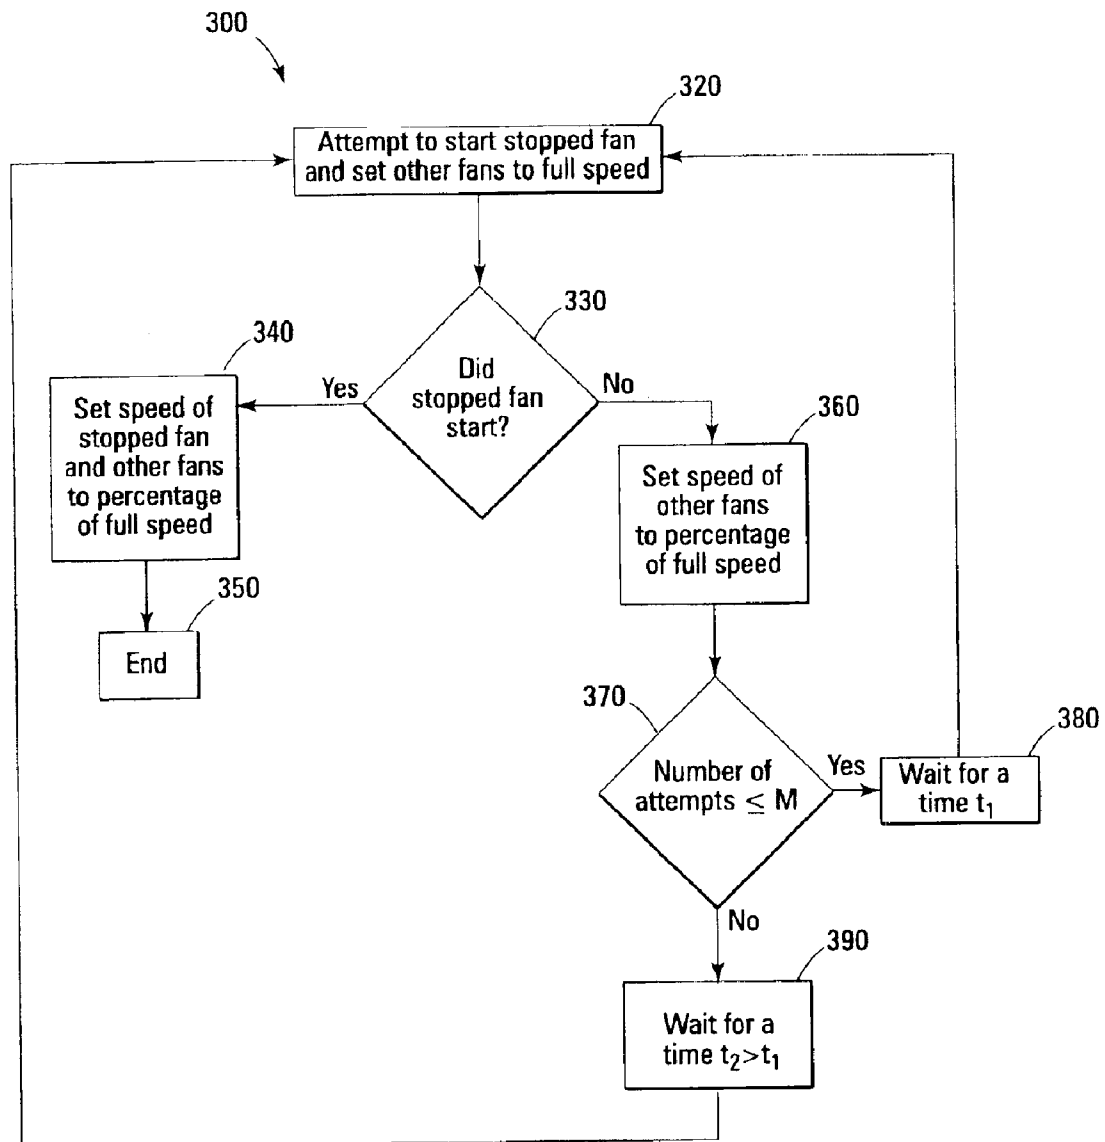 300
320
Attempt to start stopped fan
and set other fans to full speed
330
Did
stopped fan
start?
Yes
No
340
Set speed of
stopped fan
and other fans
to percentage
of full speed
350
End
360
Set speed of
other fans
to percentage
of full speed
370
Number of
attempts ≤ M
Yes
380
Wait for a
time t₁
No
390
Wait for a
time t₂>t₁